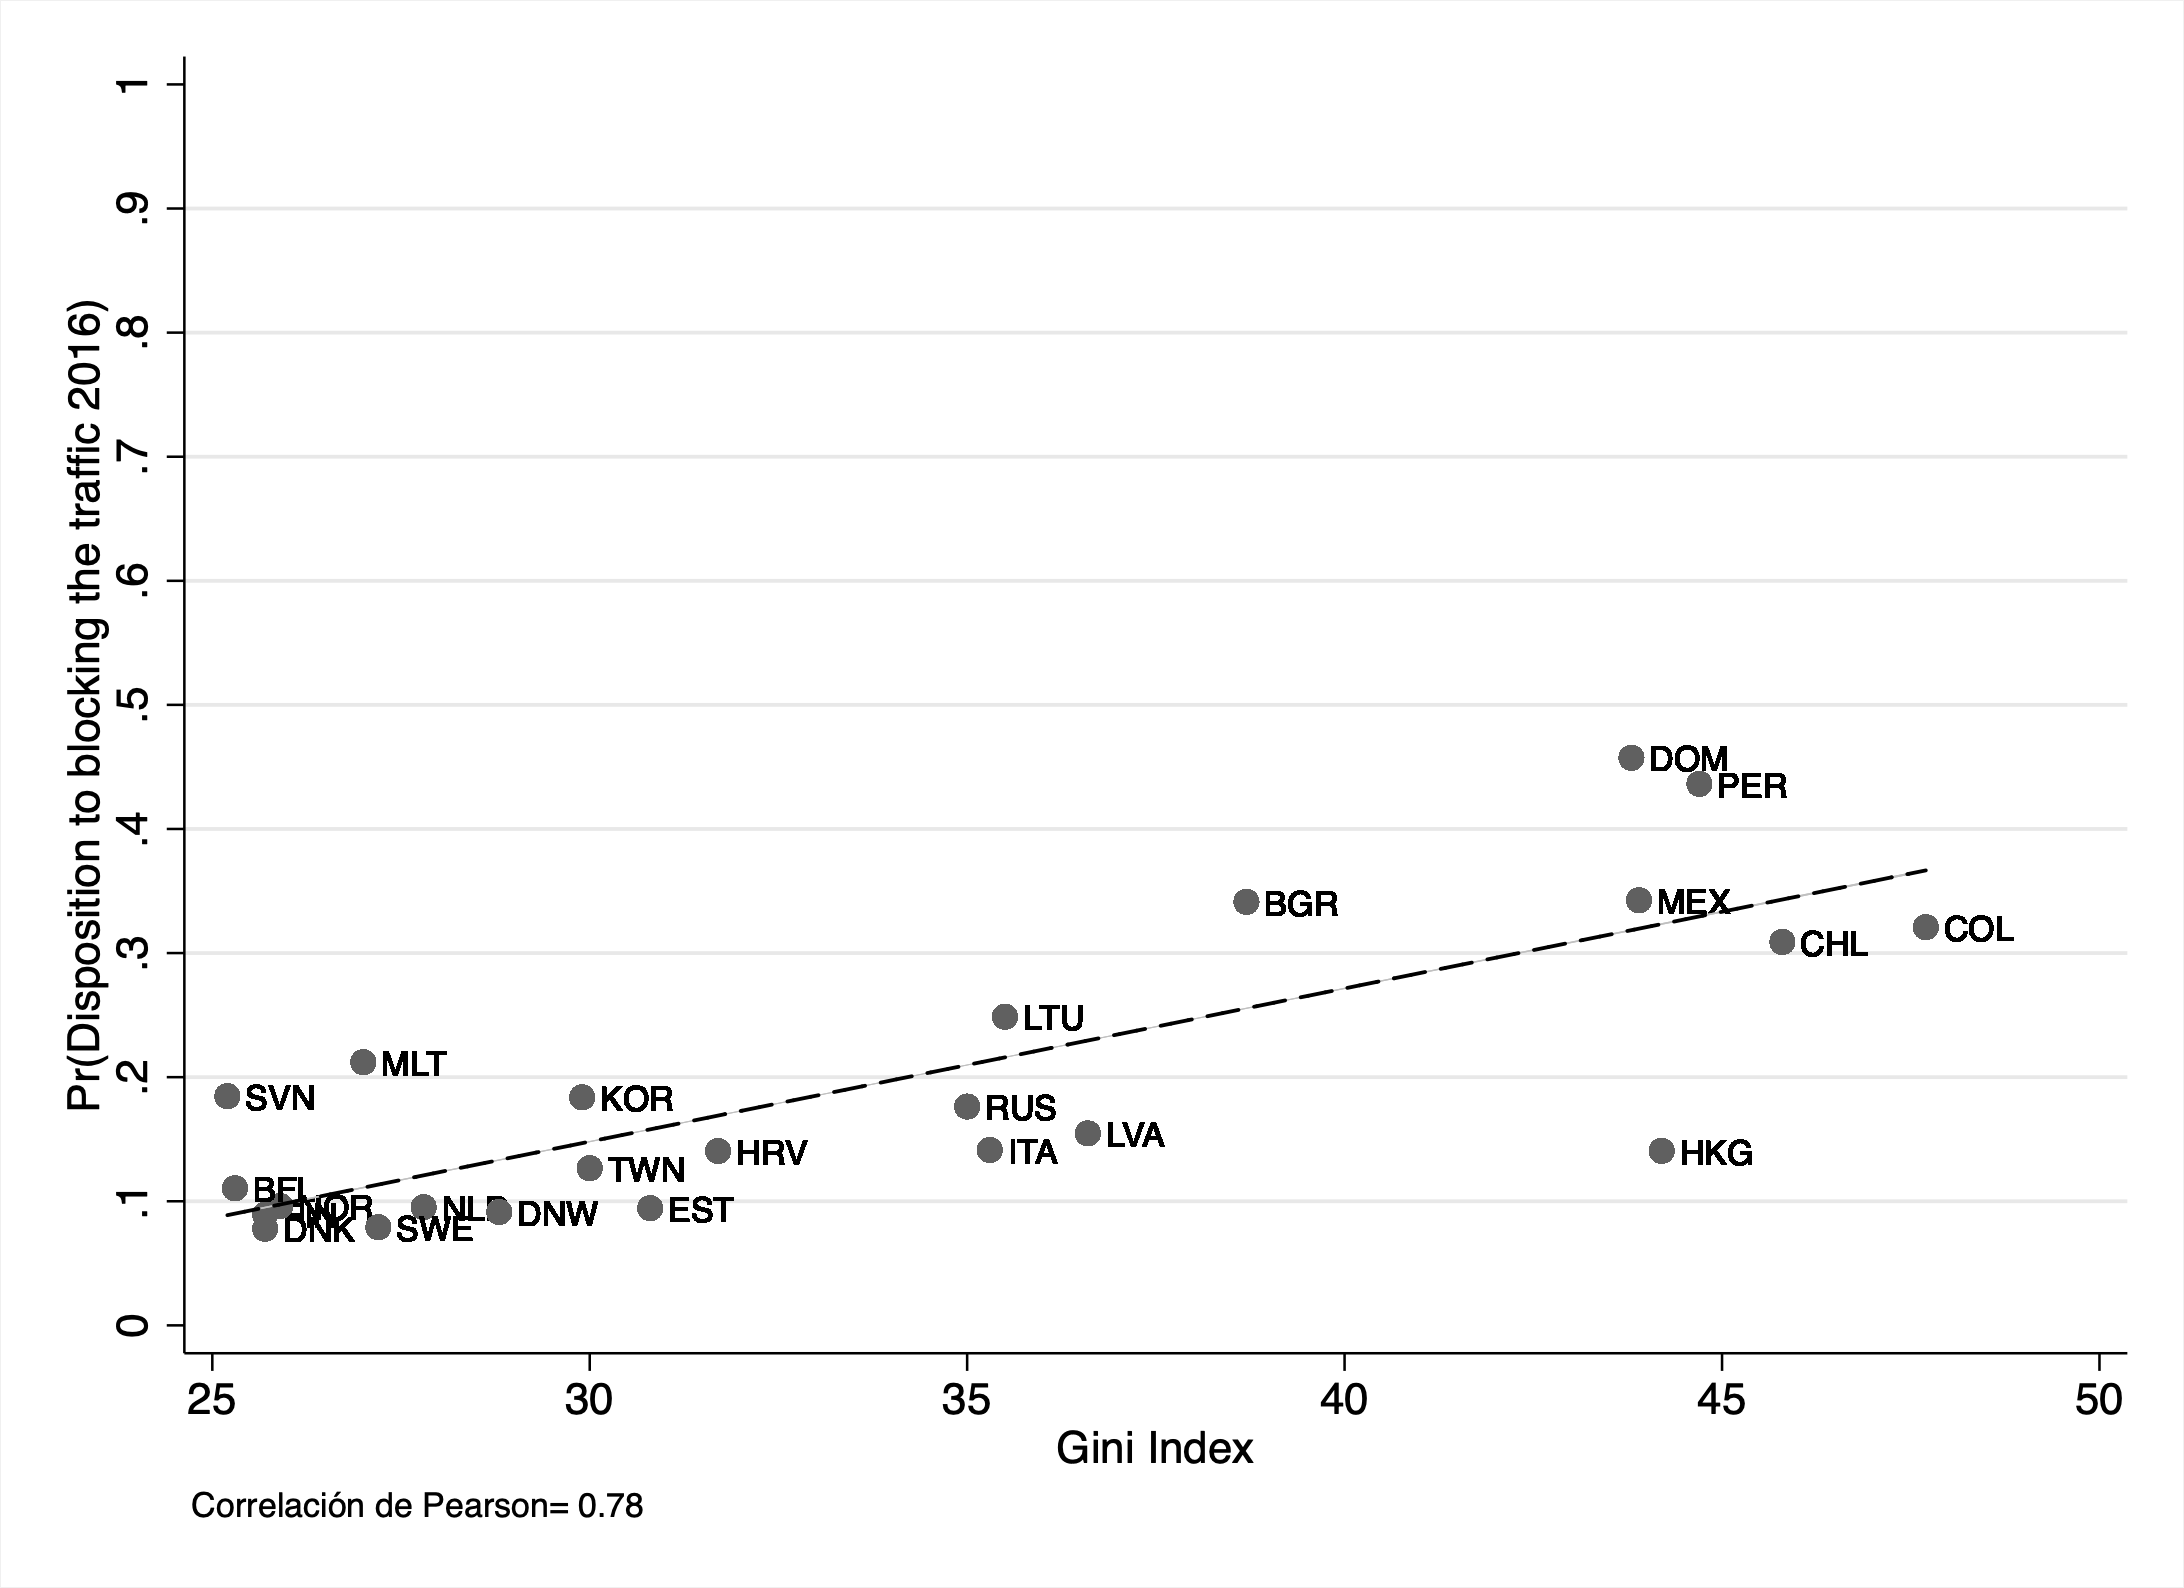 Pr(Disposition to blocking the traffic 2016)
1
.9
.8
.7
.6
.5
.4
.3
.2
.1
0
DOM
PER
BGR
MEX
COL
CHL
LTU
MLT
SVN
KOR
RUS
LVA
ITA
HRV
HKG
TWN
NOR
EST
DNW
DNK
SWE
25 30 35 40 45 50
Gini Index
Correlación de Pearson= 0.78